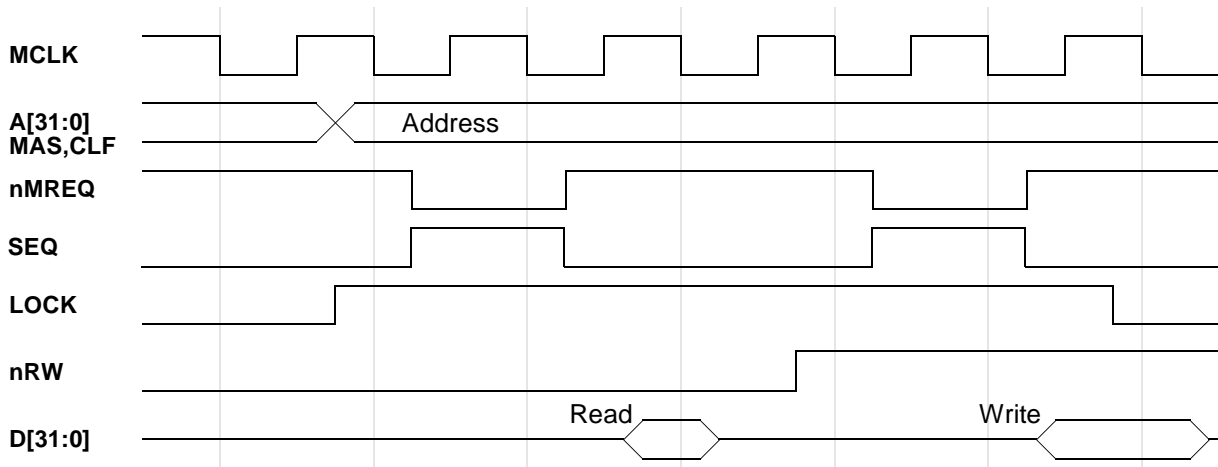 MCLK
A[31:0]
MAS,CLF
Address
nMREQ
SEQ
LOCK
nRW
Read
Write
D[31:0]